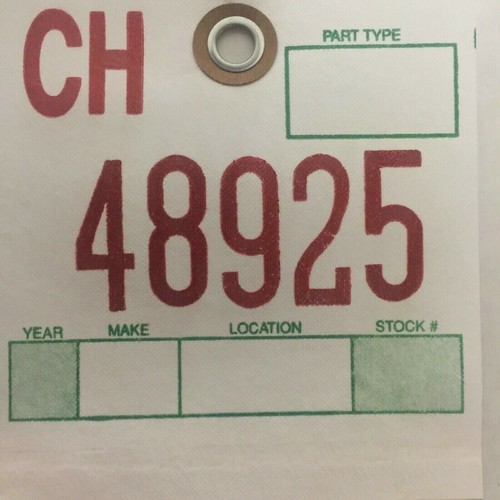 CH
PART TYPE
48925
YEAR MAKE LOCATION STOCK #